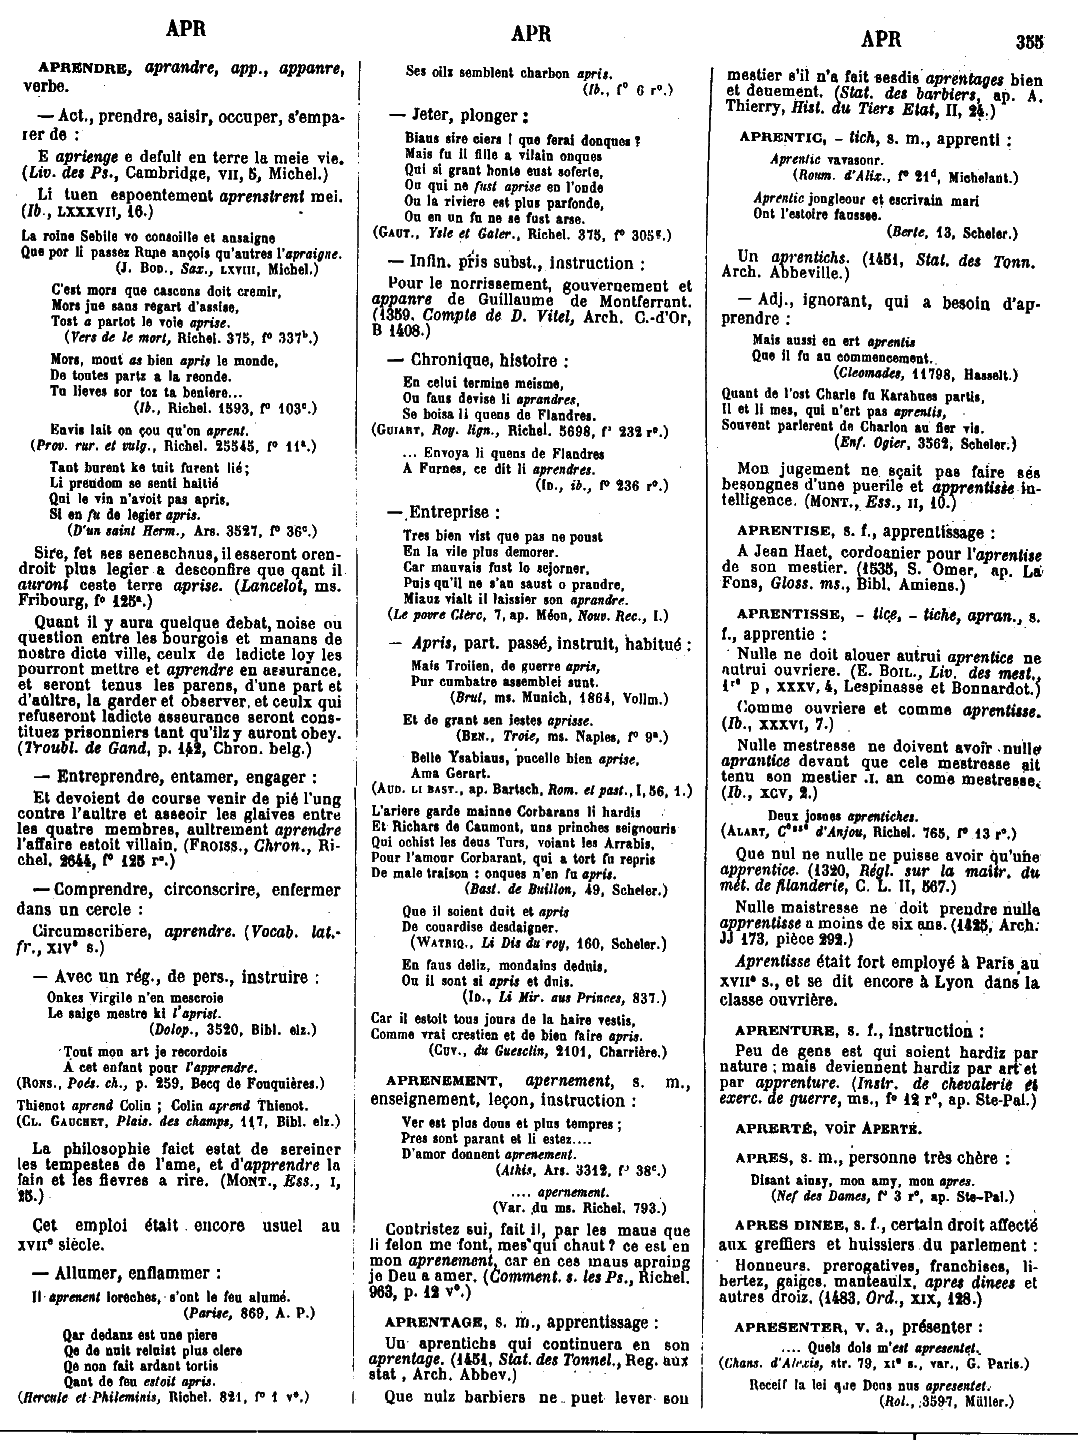 APR
APRENDRE, aprandre, app., appanre,
verbe.
— Act., prendre, saisir, occuper, s'empa-
rer de :
E aprienge e defult en terre la meie vie.
(Liv. des Ps., Cambridge, VII, 5, Michel.)
Li tuen espoentement aprenstrent mei.
(Ib., LXXXVII, 16.)
La roine Sebile vo consoille et ansaigne
Que por li passez Rune ançois qu'autres l'apraigne.
(J. BOD., Sax., LXVIII, Michel.)
C'est mors que cascuns doit cremir,
Mors jue sans regart d'assise,
Tost a partot le voie aprise.
(Vers de le mort, Richel. 375, f° 337b.)
Mors, mout as bien apris le monde,
De toutes partz a la reonde.
Tu lieves sor toz ta beniere...
(Ib., Richel. 1593, f° 103c.)
Envis lait on çou qu'on aprent.
(Prov. rur. et vulg., Richel. 25545, f° 11a.)
Tant burent ke tuit furent lié;
Li preudom se senti haitié
Qui le vin n'avoit pas apris,
Si en fu de legier apris.
(D'un saint Herm., Ars. 3527, f° 36c.)
Sire, fet ses seneschaus, il esseront oren-
droit plus legier a desconfire que qant il
auront ceste terre aprise. (Lancelot, ms.
Fribourg, f° 125a.)
Quant il y aura quelque debat, noise ou
question entre les bourgois et manans de
nostre dicte ville, ceulx de ladicte loy les
pourront mettre et aprendre en assurance,
et seront tenus les parens, d'une part et
d'aültre, la garder et observer, et ceulx qui
refuseront ladicte asseurance seront cons-
tituez prisonniers tant qu'ilz y auront obey.
(Troubl. de Gand, p. 142, Chron. belg.)
— Entreprendre, entamer, engager :
Et devoient de course venir de pié l'ung
contre l'aultre et asseoir les glaives entre
les quatre membres, aultrement aprendre
l'affaire estoit villain. (FROISS., Chron., Ri-
chel. 2644, f° 125 r°.)
— Comprendre, circonscrire, enfermer
dans un cercle :
Circumscribere, aprendre. (Vocab. lat.-
fr., XIVe s.)
— Avec un rég., de pers., instruire :
Onkes Virgile n'en mescroie
Le saige mestre ki l'aprist.
(Dolop., 3520, Bibl. elz.)
Tout mon art je recordois
A cet enfant pour l'apprendre.
(RONS., Poés. ch., p. 259, Becq de Fouquières.)
Thienot aprend Colin ; Colin aprend Thienot.
(CL. GAUCHET, Plais. des champs, 117, Bibl. elz.)
La philosophie faict estat de sereiner
les tempestes de l'ame, et d'apprendre la
fain et les fievres a rire. (MONT., Ess., I,
25.)
Cet emploi était encore usuel au
XVIIe siècle.
— Allumer, enflammer :
Il aprenent loreches, s'ont le feu alumé.
(Parise, 869, A. P.)
Qar dedanz est une piere
Qe de nuit reluist plus clere
Qe non fait ardant tortis
Qant de feu estoit apris.
(Hercule et Phileminis, Richel. 821, f° 1 v°.)
APR
Ses oilz semblent charbon apris.
(Ib., f° 6 r°.)
— Jeter, plonger :
Biaus sire ciers ! que ferai donques ?
Mais fu il fille a vilain onques
Qui si grant honte eust soferte,
Ou qui ne fust aprise en l'onde
Ou la riviere est plus parfonde,
Ou en un fu ne se fust arse.
(GAUT., Ysle et Galer., Richel. 375, f° 305c.)
— Infin. pris subst., instruction :
Pour le norrissement, gouvernement et
appanre de Guillaume de Montferrant.
(1359. Compte de D. Vitel, Arch. C.-d'Or,
B 1408.)
— Chronique, histoire :
En celui termine meisme,
Ou fans devise li aprandres,
Se boisa li quens de Flandres.
(GUIART, Roy. lign., Richel. 5698, f° 232 r°.)
... Envoya li quens de Flandres
A Furnes, ce dit li aprendres.
(ID., ib., f° 236 r°.)
— Entreprise :
Tres bien vist que pas ne poust
En la vile plus demorer.
Car mauvais fust lo sejorner,
Puis qu'il ne s'an saust o prandre,
Miauz vialt il laissier son aprandre.
(Le povre Clerc, 7, ap. Méon, Nouv. Rec., I.)
— Apris, part. passé, instruit, habitué :
Mais Troilen, de guerre apris,
Pur cumbatre assemblei sunt.
(Brut, ms. Munich, 1864, Vollm.)
Et de grant sen jestes aprisse.
(BEN., Troie, ms. Naples, f° 9a.)
Belle Ysabiaus, pucelle bien aprise,
Ama Gerart.
(AUD. LI BAST., ap. Bartsch, Rom. et past., I, 56, 1.)
L'ariere garde mainne Corbarans li hardis
Et Richars de Caumont, uns princhés seignouris
Qui ochist les deus Turs, voiant les Arrabis,
Pour l'amour Corbarant, qui a tort fu repris
De male traison : onques n'en fu apris.
(Bast. de Buillon, 49, Scheler.)
Que il soient duit et apris
De couardise desdaigner.
(WATRIQ., Li Dis du roy, 160, Scheler.)
En faus deliz, mondains deduis,
Ou il sont si apris et duis.
(ID., Li Mir. aus Princes, 837.)
Car il estoit tous jours de la haire vestis,
Comme vrai crestien et de bien faire apris.
(CUV., du Guesclin, 2101, Charrière.)
APRENEMENT, apernement, s. m.,
enseignement, leçon, instruction :
Ver est plus dous et plus tempres ;
Pres sont parant et li estez....
D'amor donnent aprenement.
(Athis, Ars. 3312, f° 38c.)
.... apernement.
(Var. du ms. Richel. 793.)
Contristez sui, fait il, par les maus que
li felon me font, mes qui chaut ? ce est en
mon aprenement, car en ces maus apraing
je Deu a amer. (Comment. s. les Ps., Richel.
963, p. 12 v°.)
APRENTAGE, s. m., apprentissage :
Un aprentichs qui continuera en son
aprentage. (1451, Stat. des Tonnel., Reg. aux
stat, Arch. Abbev.)
Que nulz barbiers ne puet lever son
APR 355
mestier s'il n'a fait sesdis aprentages bien
et deuement. (Stat. des barbiers, ap. A.
Thierry, Hist. du Tiers Etat, II, 24.)
APRENTIC, - tich, s. m., apprenti :
Aprentic vavasour.
(Roum. d'Alix., f° 21d, Michelant.)
Aprentic jongleour et escrivain mari
Ont l'estoire faussee.
(Berte, 13, Scheler.)
Un aprentichs. (1451, Stat. des Tonn.
Arch. Abbeville.)
— Adj., ignorant, qui a besoin d'ap-
prendre :
Mais aussi en ert aprentis
Que il fu au commencement.
(Cleomades, 11798, Hasselt.)
Quant de l'ost Charle fu Karahues partis,
Il et li mes, qui n'ert pas aprentis,
Souvent parlerent de Charlon au fier vis.
(Enf. Ogier, 3562, Scheler.)
Mon jugement ne sçait pas faire ses
besongnes d'une puerile et apprentisse in-
telligence. (MONT., Ess., II, 10.)
APRENTISE, s. f., apprentissage :
A Jean Haet, cordoanier pour l'aprentise
de son mestier. (1535, S. Omer, ap. La
Fons, Gloss. ms., Bibl. Amiens.)
APRENTISSE, - tice, - tiche, apran., s.
f., apprentie :
Nulle ne doit alouer autrui aprentice ne
autrui ouvriere. (E. BOIL., Liv. des mest.,
1re p, XXXV, 4, Lespinasse et Bonnardot.)
Comme ouvriere et comme aprentisse.
(Ib., XXXVI, 7.)
Nulle mestresse ne doivent avoir nulle
aprantice devant que cele mestresse ait
tenu son mestier .I. an come mestresse.
(Ib., XCV, 2.)
Deux josnes aprentiches.
(ALART, Cesse d'Anjou, Richel. 765, f° 13 r°.)
Que nul ne nulle ne puisse avoir qu'une
apprentice. (1320, Régl. sur la maitr. du
mét. de filanderie, C. L. II, 567.)
Nulle maistresse ne doit prendre nulle
apprentisse a moins de six ans. (1425, Arch.
JJ 173, pièce 292.)
Aprentisse était fort employé à Paris au
XVIIe s., et se dit encore à Lyon dans la
classe ouvrière.
APRENTURE, s. f., instruction :
Peu de gens est qui soient hardiz par
nature ; mais deviennent hardiz par art et
par apprenture. (Instr. de chevalerie et
exerc. de guerre, ms., f° 12 r°, ap. Ste-Pal.)
APRERTÉ, voir APERTÉ.
APRES, s. m., personne très chère :
Disant ainsy, mon amy, mon apres.
(Nef des Dames, f° 3 r°, ap. Ste-Pal.)
APRES DINEE, s. f., certain droit affecté
aux greffiers et huissiers du parlement :
Honneurs, prerogatives, franchises, li-
bertez, gaiges, manteaulx, apres dinees et
autres droiz. (1483, Ord., XIX, 128.)
APRESENTER, v. a., présenter :
.... Quels dols m'est apresentet.
(Chans. d'Alexis, str. 79, XIe s., var., G. Paris.)
Receif la lei que Deus nus apresentet.
(Rol., 3597, Müller.)